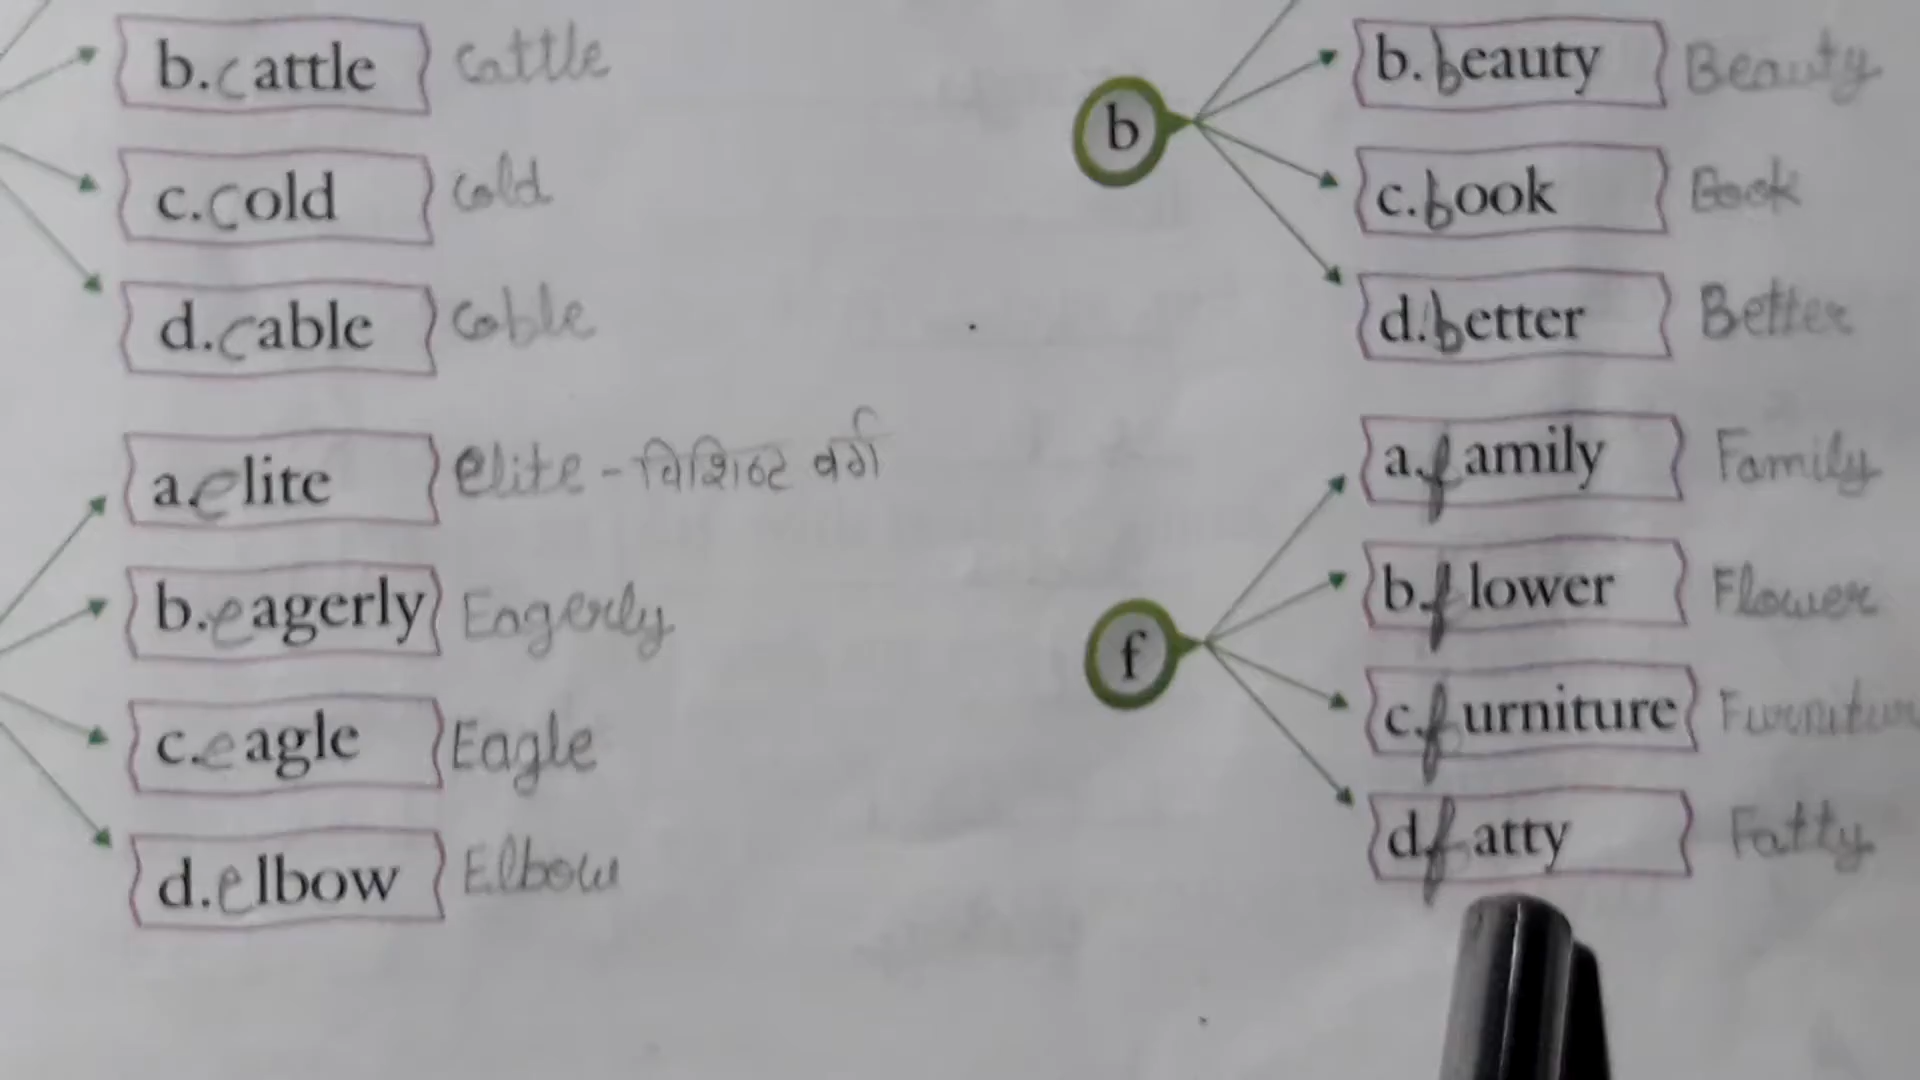 b. cattle Cattle
c. cold Cold
d. cable Cable
a. elite elite - विशिष्ट वर्ग
b. eagerly Eagerly
c. eagle Eagle
d. elbow Elbow
b
b. beauty Beauty
c. book Book
d. better Better
f
a. family Family
b. flower Flower
c. furniture Furnitur
d. fatty Fatty